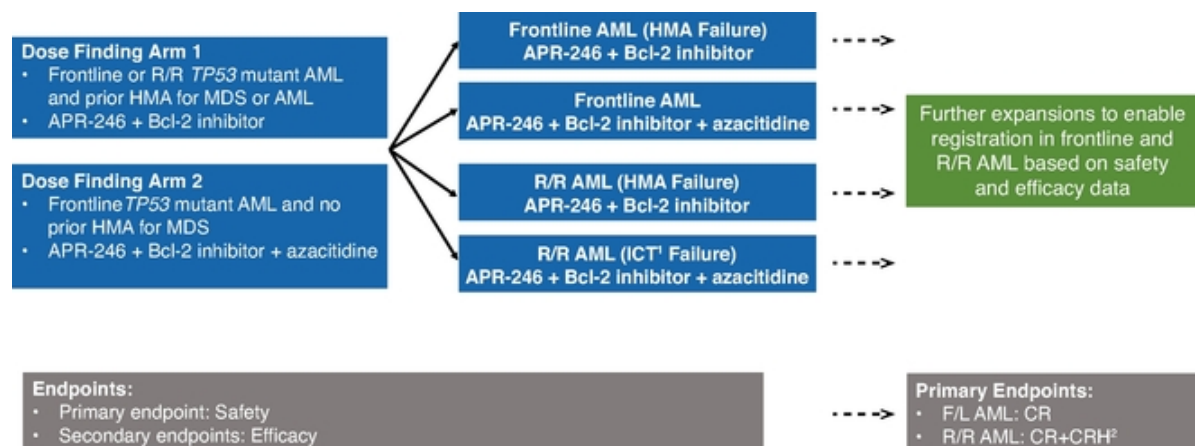 Dose Finding Arm 1
• Frontline or R/R TP53 mutant AML
and prior HMA for MDS or AML
• APR-246 + Bcl-2 inhibitor
Dose Finding Arm 2
• Frontline TP53 mutant AML and no
prior HMA for MDS
• APR-246 + Bcl-2 inhibitor + azacitidine
Frontline AML (HMA Failure)
APR-246 + Bcl-2 inhibitor
Frontline AML
APR-246 + Bcl-2 inhibitor + azacitidine
R/R AML (HMA Failure)
APR-246 + Bcl-2 inhibitor
R/R AML (ICT¹ Failure)
APR-246 + Bcl-2 inhibitor + azacitidine
Further expansions to enable
registration in frontline and
R/R AML based on safety
and efficacy data
Endpoints:
• Primary endpoint: Safety
• Secondary endpoints: Efficacy
Primary Endpoints:
• F/L AML: CR
• R/R AML: CR+CRH²